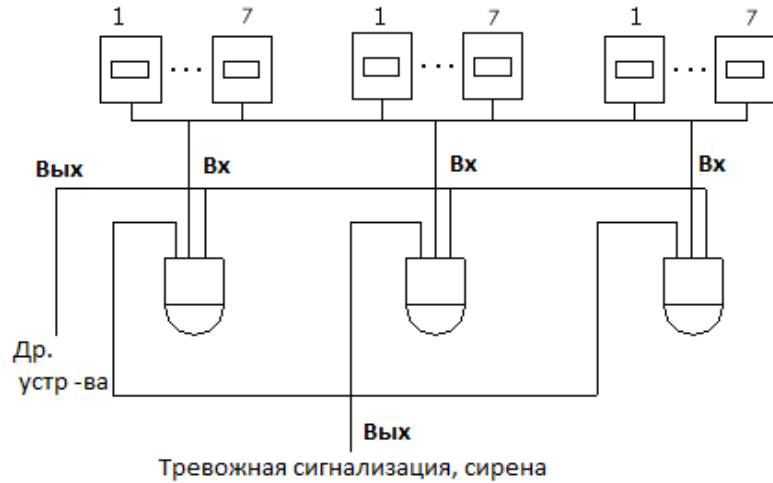 1 7 1 7 1 7
Вых Вх Вх Вх
Др.
устр -ва
Вых
Тревожная сигнализация, сирена